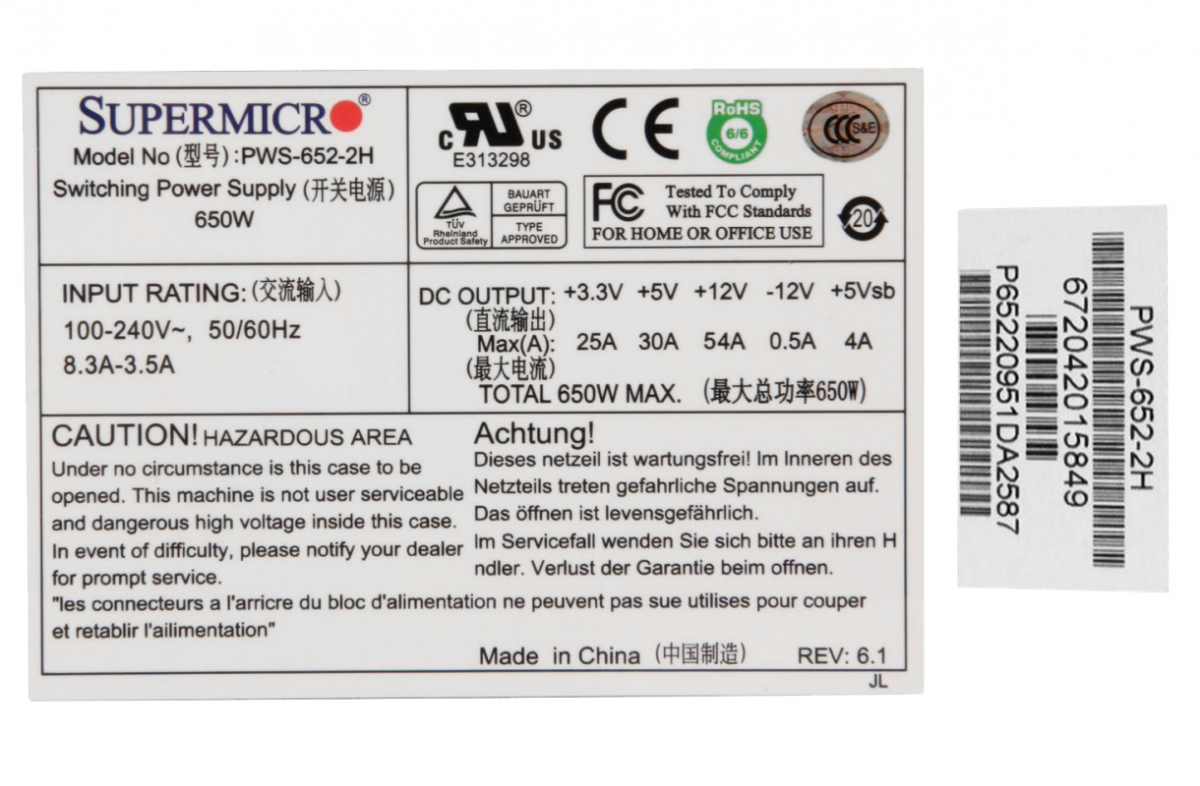 SUPERMICRO®
Model No (型号) :PWS-652-2H
Switching Power Supply (开关电源)
650W
c RU ® US
E313298
CE
RoHS
6/6
COMPLIANT
CCC S&E
TÜV
Rheinland
Product Safety
BAUART
GEPRÜFT
TYPE
APPROVED
FC Tested To Comply
With FCC Standards
FOR HOME OR OFFICE USE
20
INPUT RATING: (交流输入)
100-240V~, 50/60Hz
8.3A-3.5A
DC OUTPUT: +3.3V +5V +12V -12V +5Vsb
(直流输出)
Max(A): 25A 30A 54A 0.5A 4A
(最大电流)
TOTAL 650W MAX. (最大总功率650W)
CAUTION! HAZARDOUS AREA
Under no circumstance is this case to be
opened. This machine is not user serviceable
and dangerous high voltage inside this case.
In event of difficulty, please notify your dealer
for prompt service.
Achtung!
Dieses netzeil ist wartungsfrei! Im Inneren des
Netzteils treten gefahrliche Spannungen auf.
Das öffnen ist levensgefährlich.
Im Servicefall wenden Sie sich bitte an ihren H
ndler. Verlust der Garantie beim offnen.
"les connecteurs a l'arricre du bloc d'alimentation ne peuvent pas sue utilises pour couper
et retablir l'ailimentation"
Made in China (中国制造) REV: 6.1
JL
PWS-652-2H
672042015849
P65220951DA2587